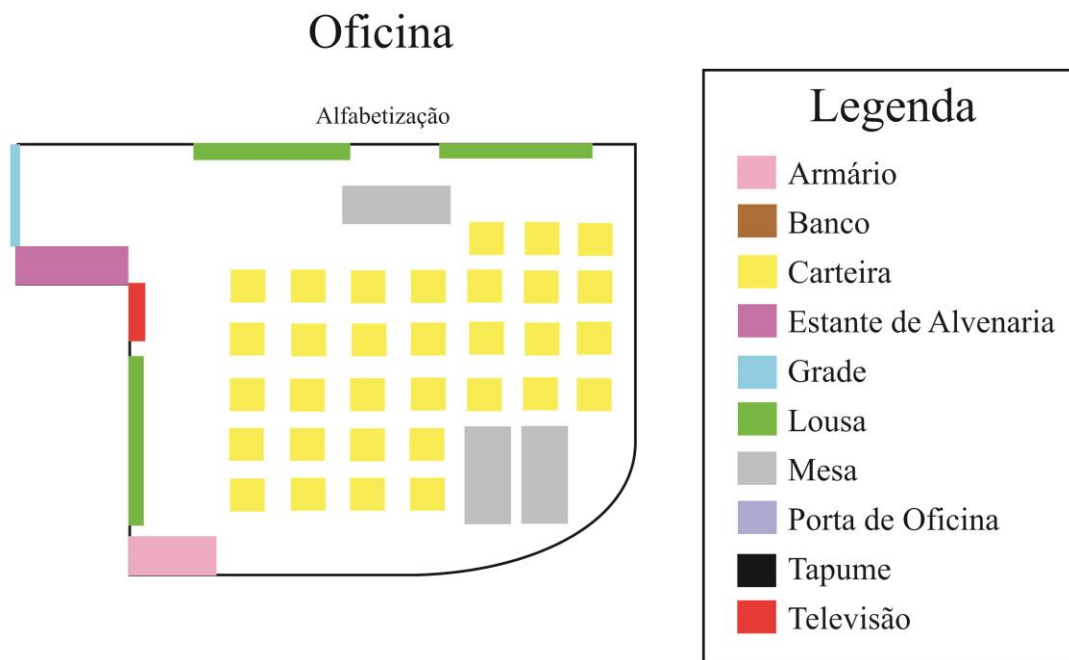 Oficina
Alfabetização
Legenda
Armário
Banco
Carteira
Estante de Alvenaria
Grade
Lousa
Mesa
Porta de Oficina
Tapume
Televisão